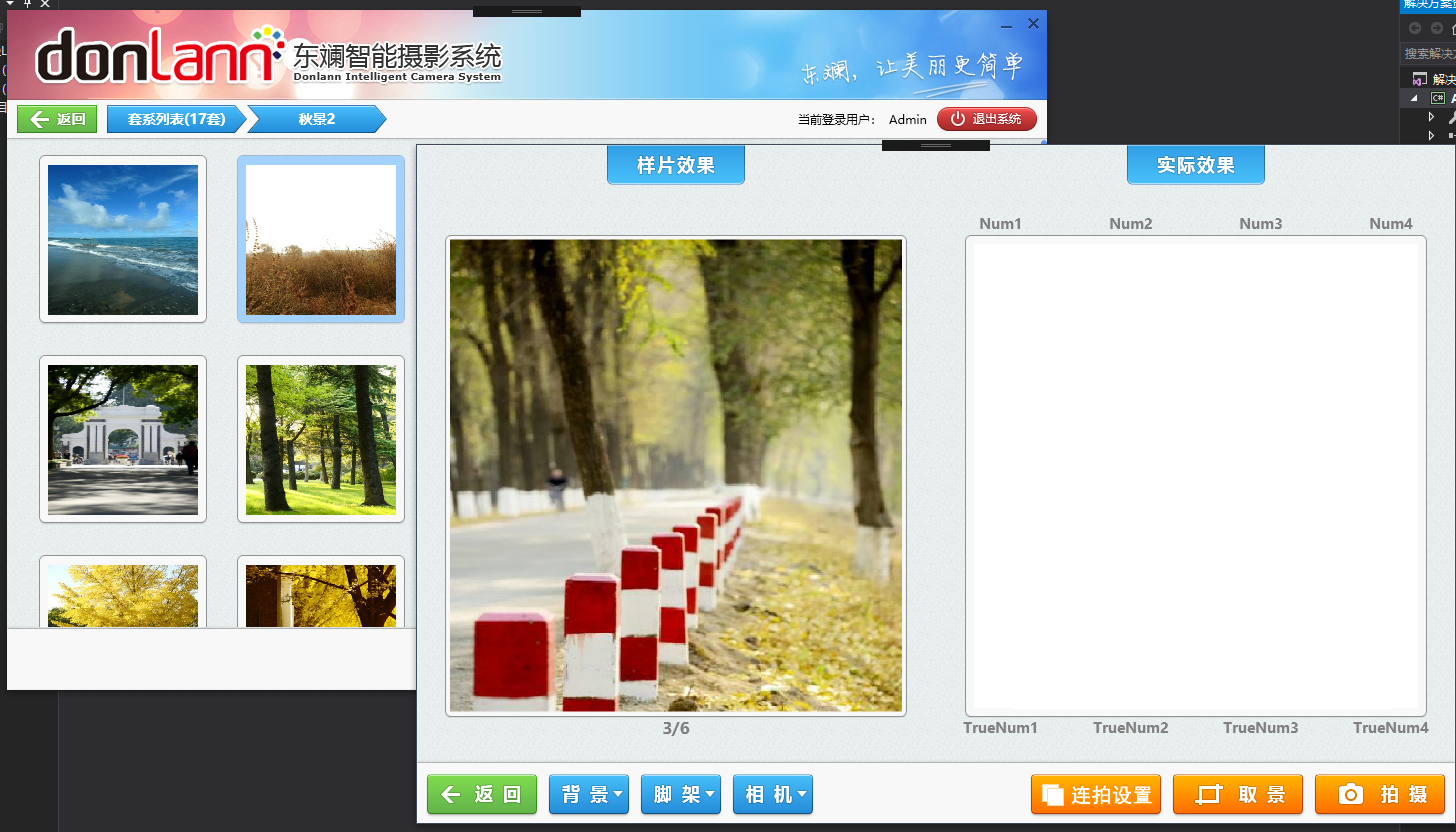 donlann 东斓智能摄影系统
Donlann Intelligent Camera System
东斓，让美丽更简单
返回 套系列表(17套) 秋景2 当前登录用户： Admin 退出系统
样片效果 实际效果
Num1 Num2 Num3 Num4
3/6
TrueNum1 TrueNum2 TrueNum3 TrueNum4
返 回 背 景 脚 架 相 机 连拍设置 取 景 拍 摄
搜索解决
解决
C#